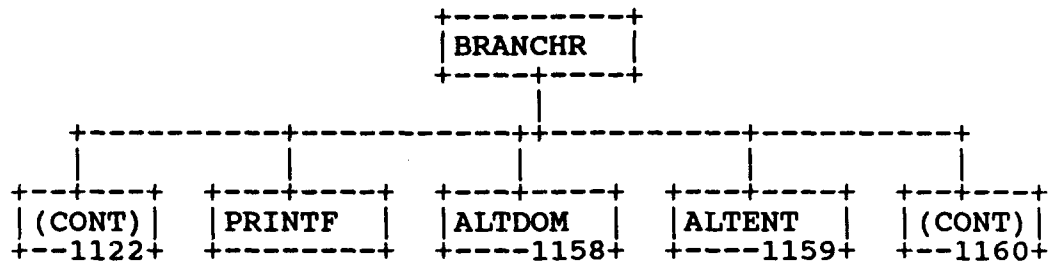 BRANCHR
(CONT) PRINTF ALTDOM ALTENT (CONT)
1122 1158 1159 1160